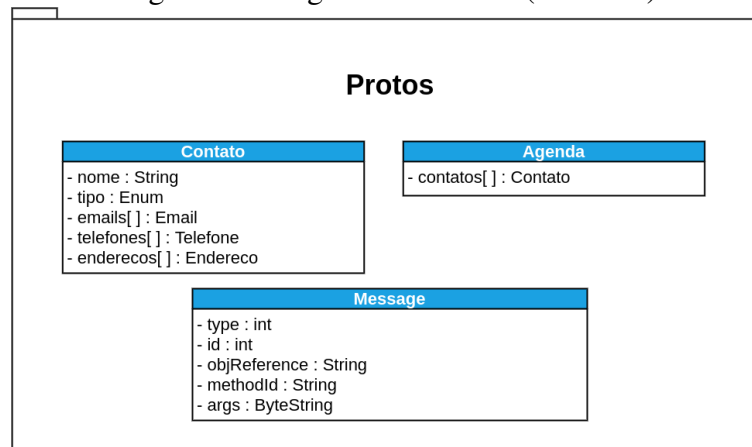 Protos
Contato
- nome : String
- tipo : Enum
- emails[ ] : Email
- telefones[ ] : Telefone
- enderecos[ ] : Endereco
Agenda
- contatos[ ] : Contato
Message
- type : int
- id : int
- objReference : String
- methodId : String
- args : ByteString